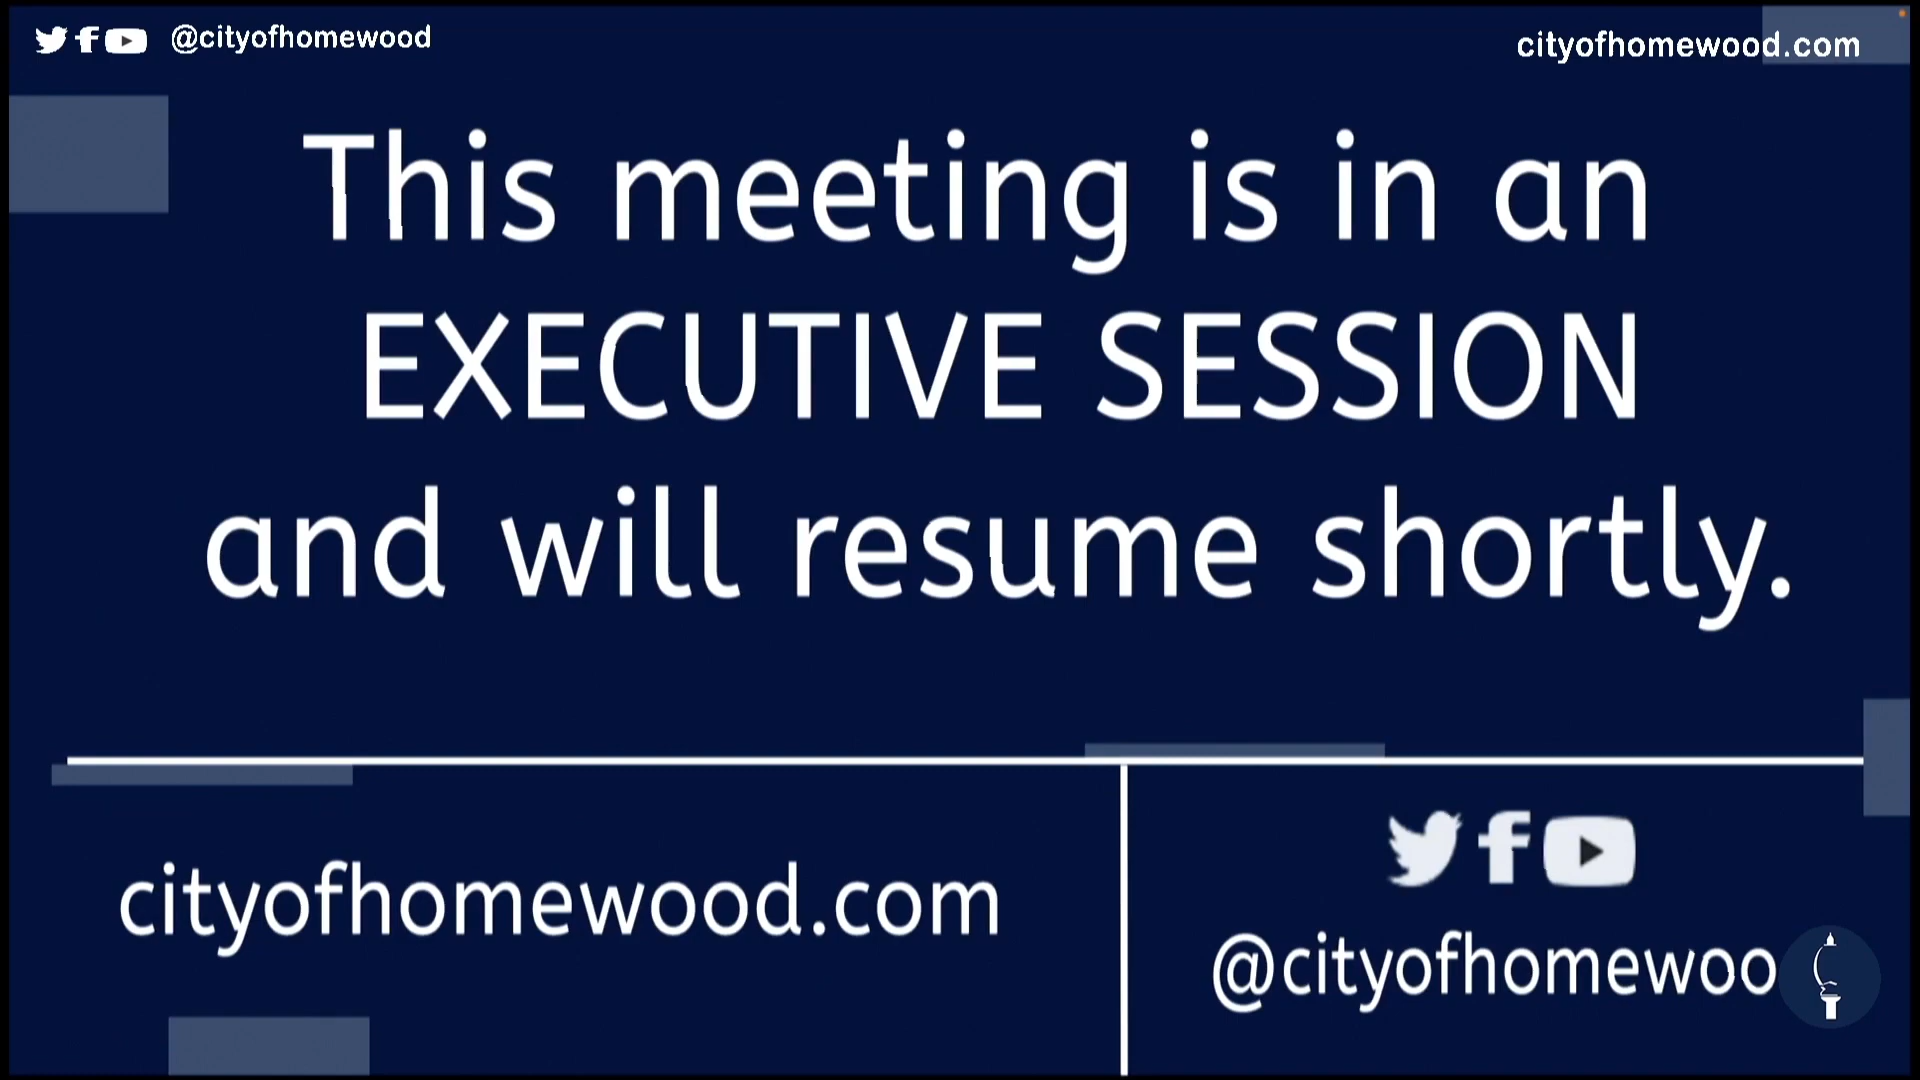 @cityofhomewood
cityofhomewood.com
This meeting is in an
EXECUTIVE SESSION
and will resume shortly.
cityofhomewood.com
@cityofhomewoo